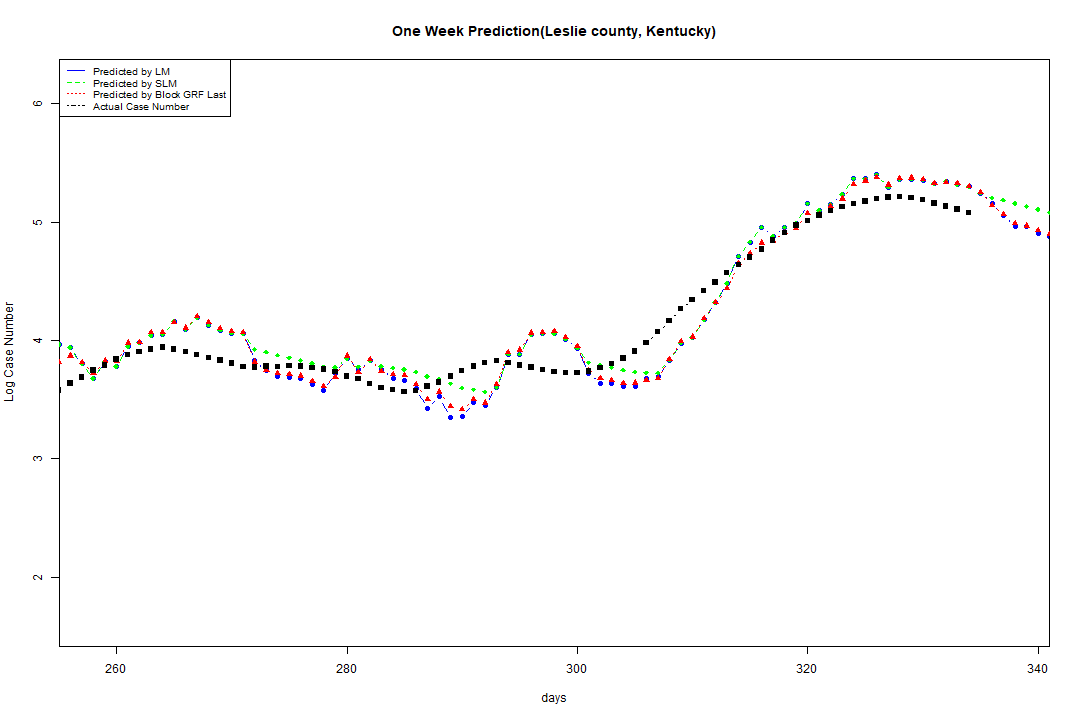 One Week Prediction(Leslie county, Kentucky)
Predicted by LM
Predicted by SLM
Predicted by Block GRF Last
Actual Case Number
6
5
4
3
2
Log Case Number
260 280 300 320 340
days